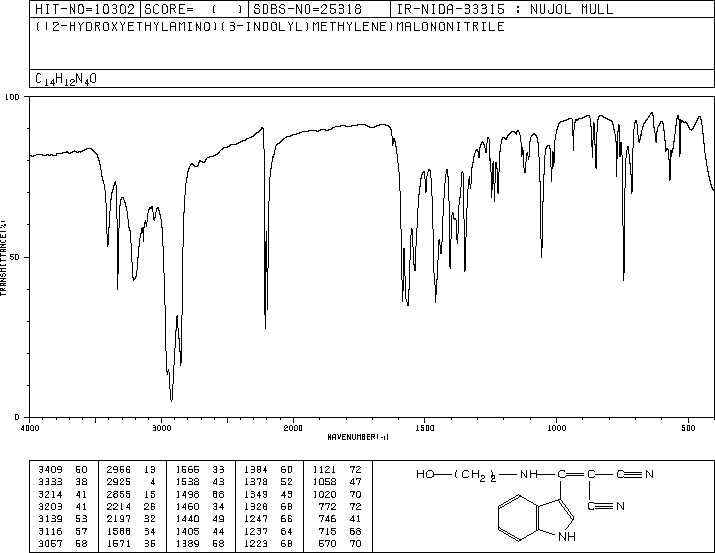 HIT-NO=10302 SCORE= ( ) SDBS-NO=25318 IR-NIDA-33315 : NUJOL MULL
((2-HYDROXYETHYLAMINO)(3-INDOLYL)METHYLENE)MALONONITRILE
C14H12N4O
100
50
0
TRANSMITTANCE(%)
4000 3000 2000 1500 1000 500
WAVENUMBER(-1)
3409 60 2956 13 1566 33 1384 60 1121 72
3333 38 2925 4 1538 43 1378 52 1058 47
3214 41 2855 15 1498 68 1349 43 1020 70
3203 41 2214 26 1460 34 1328 68 772 72
3139 53 2197 32 1440 49 1247 66 746 41
3116 57 1588 34 1405 44 1237 64 715 68
3057 58 1571 35 1389 58 1223 68 570 70
HO (CH2)2 NH C C C N
C N
NH